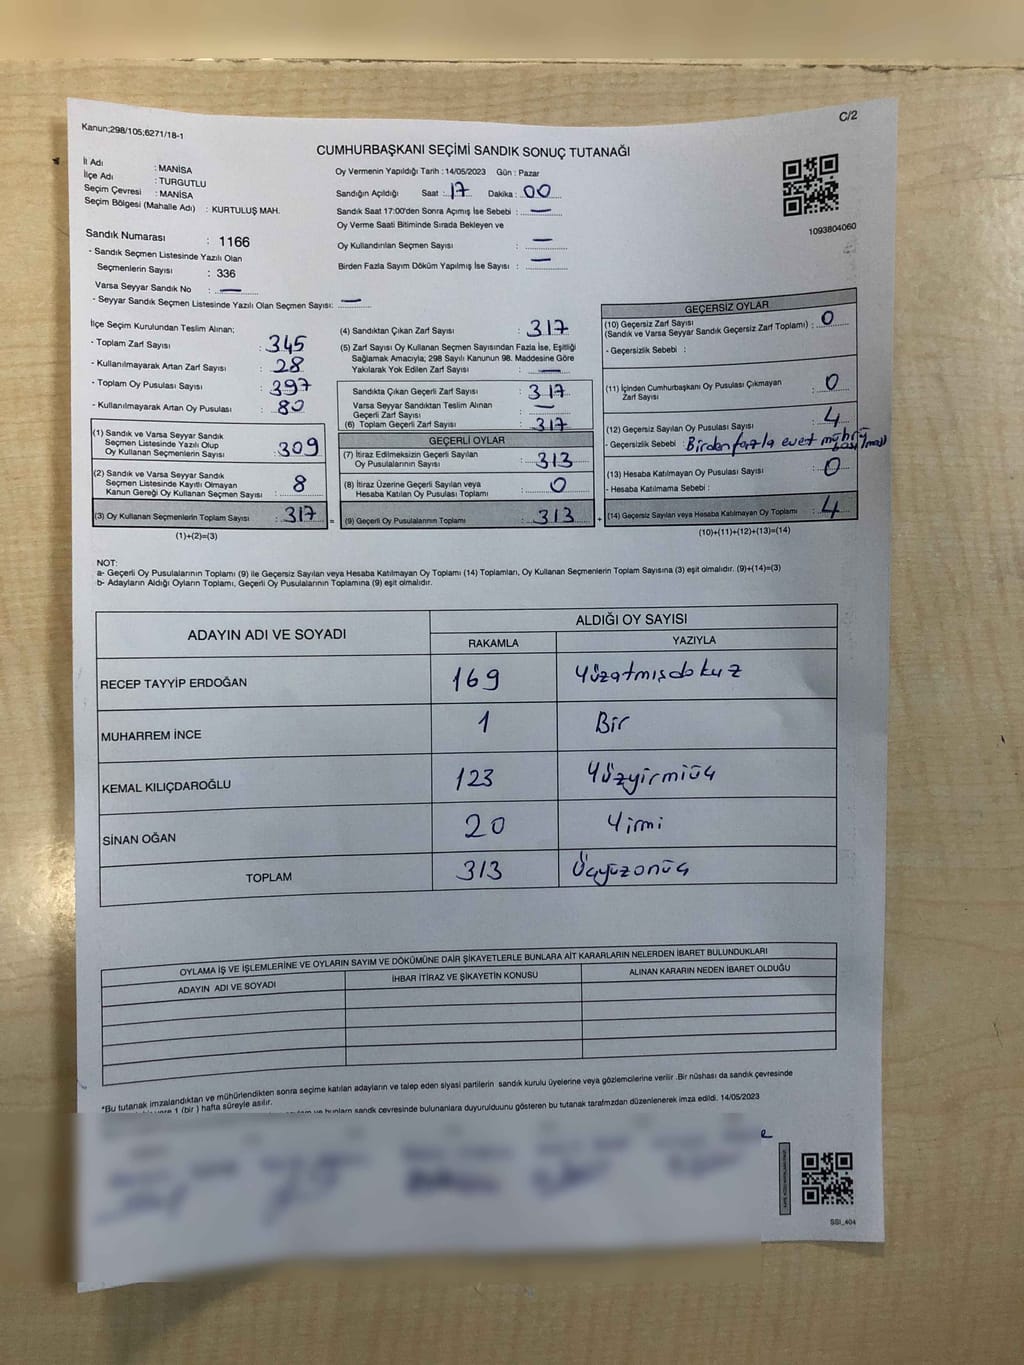 C/2
Kanun;298/105;6271/18-1
CUMHURBAŞKANI SEÇİMİ SANDIK SONUÇ TUTANAĞI
İl Adı : MANİSA
İlçe Adı : TURGUTLU
Seçim Çevresi : MANİSA
Seçim Bölgesi (Mahalle Adı) : KURTULUŞ MAH.
Sandık Numarası : 1166
- Sandık Seçmen Listesinde Yazılı Olan
Seçmenlerin Sayısı : 336
Varsa Seyyar Sandık No : —
- Seyyar Sandık Seçmen Listesinde Yazılı Olan Seçmen Sayısı: —
Oy Vermenin Yapıldığı Tarih : 14/05/2023 Gün : Pazar
Sandığın Açıldığı Saat : 17 Dakika : 00
Sandık Saat 17:00'den Sonra Açımış İse Sebebi : —
Oy Verme Saati Bitiminde Sırada Bekleyen ve
Oy Kullandırılan Seçmen Sayısı : —
Birden Fazla Sayım Döküm Yapılmış İse Sayısı : —
1093804060
İlçe Seçim Kurulundan Teslim Alınan;
- Toplam Zarf Sayısı : 345
- Kullanılmayarak Artan Zarf Sayısı : 28
- Toplam Oy Pusulası Sayısı : 397
- Kullanılmayarak Artan Oy Pusulası : 80
(1) Sandık ve Varsa Seyyar Sandık
Seçmen Listesinde Yazılı Olup
Oy Kullanan Seçmenlerin Sayısı : 309
(2) Sandık ve Varsa Seyyar Sandık
Seçmen Listesinde Kayıtlı Olmayan
Kanun Gereği Oy Kullanan Seçmen Sayısı : 8
(3) Oy Kullanan Seçmenlerin Toplam Sayısı : 317 =
(1)+(2)=(3)
(4) Sandıktan Çıkan Zarf Sayısı : 317
(5) Zarf Sayısı Oy Kullanan Seçmen Sayısından Fazla İse, Eşitliği
Sağlamak Amacıyla; 298 Sayılı Kanunun 98. Maddesine Göre
Yakılarak Yok Edilen Zarf Sayısı : —
Sandıkta Çıkan Geçerli Zarf Sayısı : 317
Varsa Seyyar Sandıktan Teslim Alınan
Geçerli Zarf Sayısı : —
(6) Toplam Geçerli Zarf Sayısı : 317
GEÇERLİ OYLAR
(7) İtiraz Edilmeksizin Geçerli Sayılan
Oy Pusulalarının Sayısı : 313
(8) İtiraz Üzerine Geçerli Sayılan veya
Hesaba Katılan Oy Pusulası Toplamı : 0
(9) Geçerli Oy Pusulalarının Toplamı : 313 +
GEÇERSİZ OYLAR
(10) Geçersiz Zarf Sayısı
(Sandık ve Varsa Seyyar Sandık Geçersiz Zarf Toplamı) : 0
- Geçersizlik Sebebi :
(11) İçinden Cumhurbaşkanı Oy Pusulası Çıkmayan
Zarf Sayısı : 0
(12) Geçersiz Sayılan Oy Pusulası Sayısı : 4
- Geçersizlik Sebebi : Birden fazla evet mührü basılması
(13) Hesaba Katılmayan Oy Pusulası Sayısı : 0
- Hesaba Katılmama Sebebi :
(14) Geçersiz Sayılan veya Hesaba Katılmayan Oy Toplamı : 4
(10)+(11)+(12)+(13)=(14)
NOT:
a- Geçerli Oy Pusulalarının Toplamı (9) ile Geçersiz Sayılan veya Hesaba Katılmayan Oy Toplamı (14) Toplamları, Oy Kullanan Seçmenlerin Toplam Sayısına (3) eşit olmalıdır. (9)+(14)=(3)
b- Adayların Aldığı Oyların Toplamı, Geçerli Oy Pusulalarının Toplamına (9) eşit olmalıdır.
ADAYIN ADI VE SOYADI ALDIĞI OY SAYISI
RAKAMLA YAZIYLA
RECEP TAYYİP ERDOĞAN 169 Yüzatmışdokuz
MUHARREM İNCE 1 Bir
KEMAL KILIÇDAROĞLU 123 Yüzyirmiüç
SİNAN OĞAN 20 Yirmi
TOPLAM 313 Üçyüzonüç
OYLAMA İŞ VE İŞLEMLERİNE VE OYLARIN SAYIM VE DÖKÜMÜNE DAİR ŞİKAYETLERLE BUNLARA AİT KARARLARIN NELERDEN İBARET BULUNDUKLARI
ADAYIN ADI VE SOYADI İHBAR İTİRAZ VE ŞİKAYETİN KONUSU ALINAN KARARIN NEDEN İBARET OLDUĞU
*Bu tutanak imzalandıktan ve mühürlendikten sonra seçime katılan adayların ve talep eden siyasi partilerin sandık kurulu üyelerine veya gözlemcilerine verilir .Bir nüshası da sandık çevresinde
1 (bir ) hafta süreyle asılır.
ve bunların sandk çevresinde bulunanlara duyurulduunu gösteren bu tutanak tarafmzdan düzenlenerek imza edildi. 14/05/2023
SSI_404